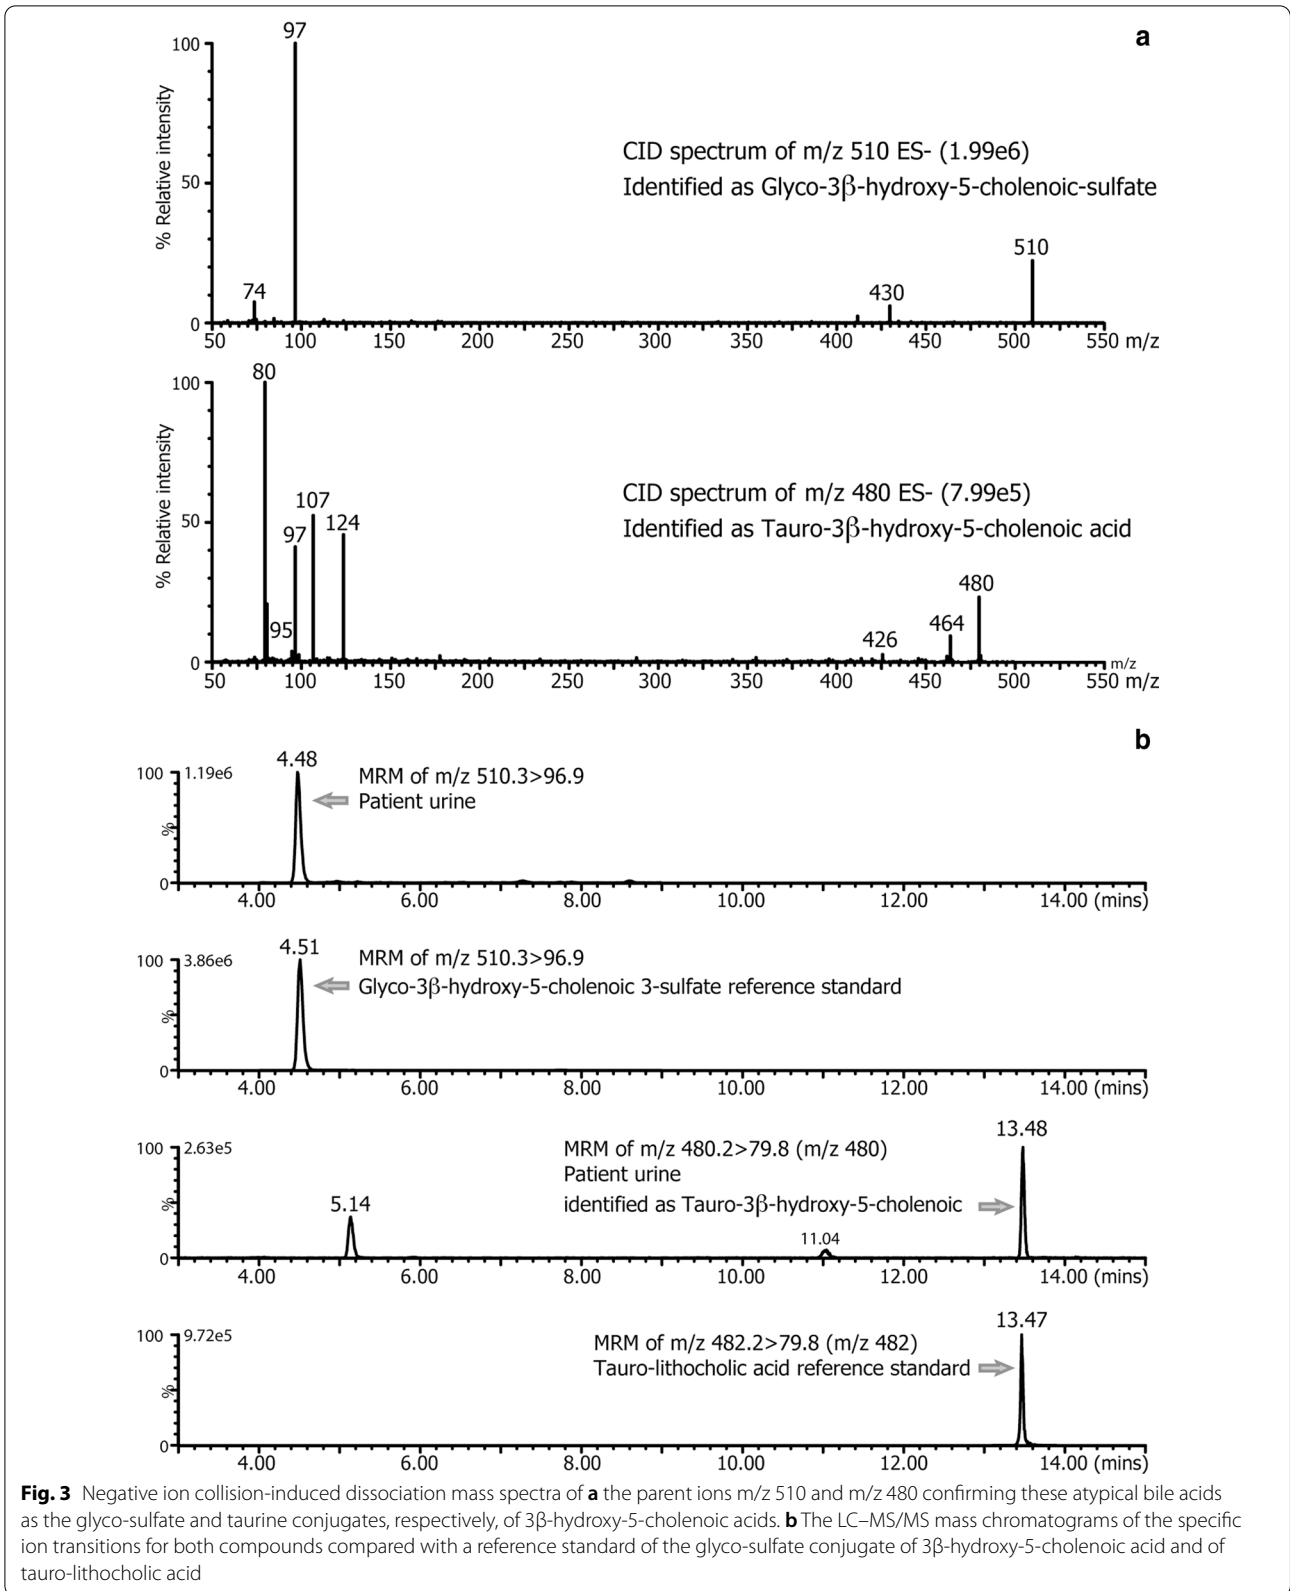 a
97
100
% Relative intensity
CID spectrum of m/z 510 ES- (1.99e6)
Identified as Glyco-3β-hydroxy-5-cholenoic-sulfate
50
510
74
430
0
50 100 150 200 250 300 350 400 450 500 550 m/z
80
100
% Relative intensity
CID spectrum of m/z 480 ES- (7.99e5)
Identified as Tauro-3β-hydroxy-5-cholenoic acid
107
50
97
124
480
95
464
426
0
m/z
50 100 150 200 250 300 350 400 450 500 550 m/z
b
4.48
100 1.19e6
MRM of m/z 510.3>96.9
Patient urine
%
0
4.00 6.00 8.00 10.00 12.00 14.00 (mins)
4.51
100 3.86e6
MRM of m/z 510.3>96.9
Glyco-3β-hydroxy-5-cholenoic 3-sulfate reference standard
%
0
4.00 6.00 8.00 10.00 12.00 14.00 (mins)
13.48
100 2.63e5
MRM of m/z 480.2>79.8 (m/z 480)
Patient urine
identified as Tauro-3β-hydroxy-5-cholenoic
5.14
%
11.04
0
4.00 6.00 8.00 10.00 12.00 14.00 (mins)
13.47
100 9.72e5
MRM of m/z 482.2>79.8 (m/z 482)
Tauro-lithocholic acid reference standard
%
0
4.00 6.00 8.00 10.00 12.00 14.00 (mins)
Fig. 3 Negative ion collision-induced dissociation mass spectra of a the parent ions m/z 510 and m/z 480 confirming these atypical bile acids
as the glyco-sulfate and taurine conjugates, respectively, of 3β-hydroxy-5-cholenoic acids. b The LC–MS/MS mass chromatograms of the specific
ion transitions for both compounds compared with a reference standard of the glyco-sulfate conjugate of 3β-hydroxy-5-cholenoic acid and of
tauro-lithocholic acid